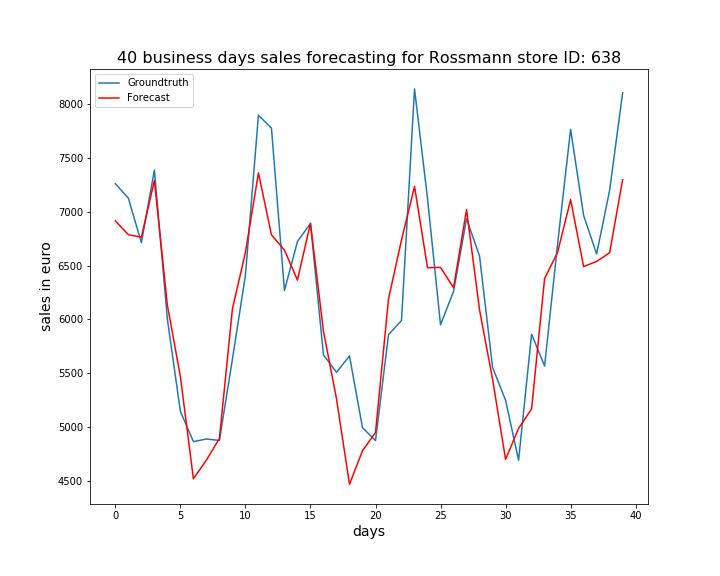 40 business days sales forecasting for Rossmann store ID: 638
Groundtruth
Forecast
8000
7500
7000
6500
6000
5500
5000
4500
sales in euro
0 5 10 15 20 25 30 35 40
days